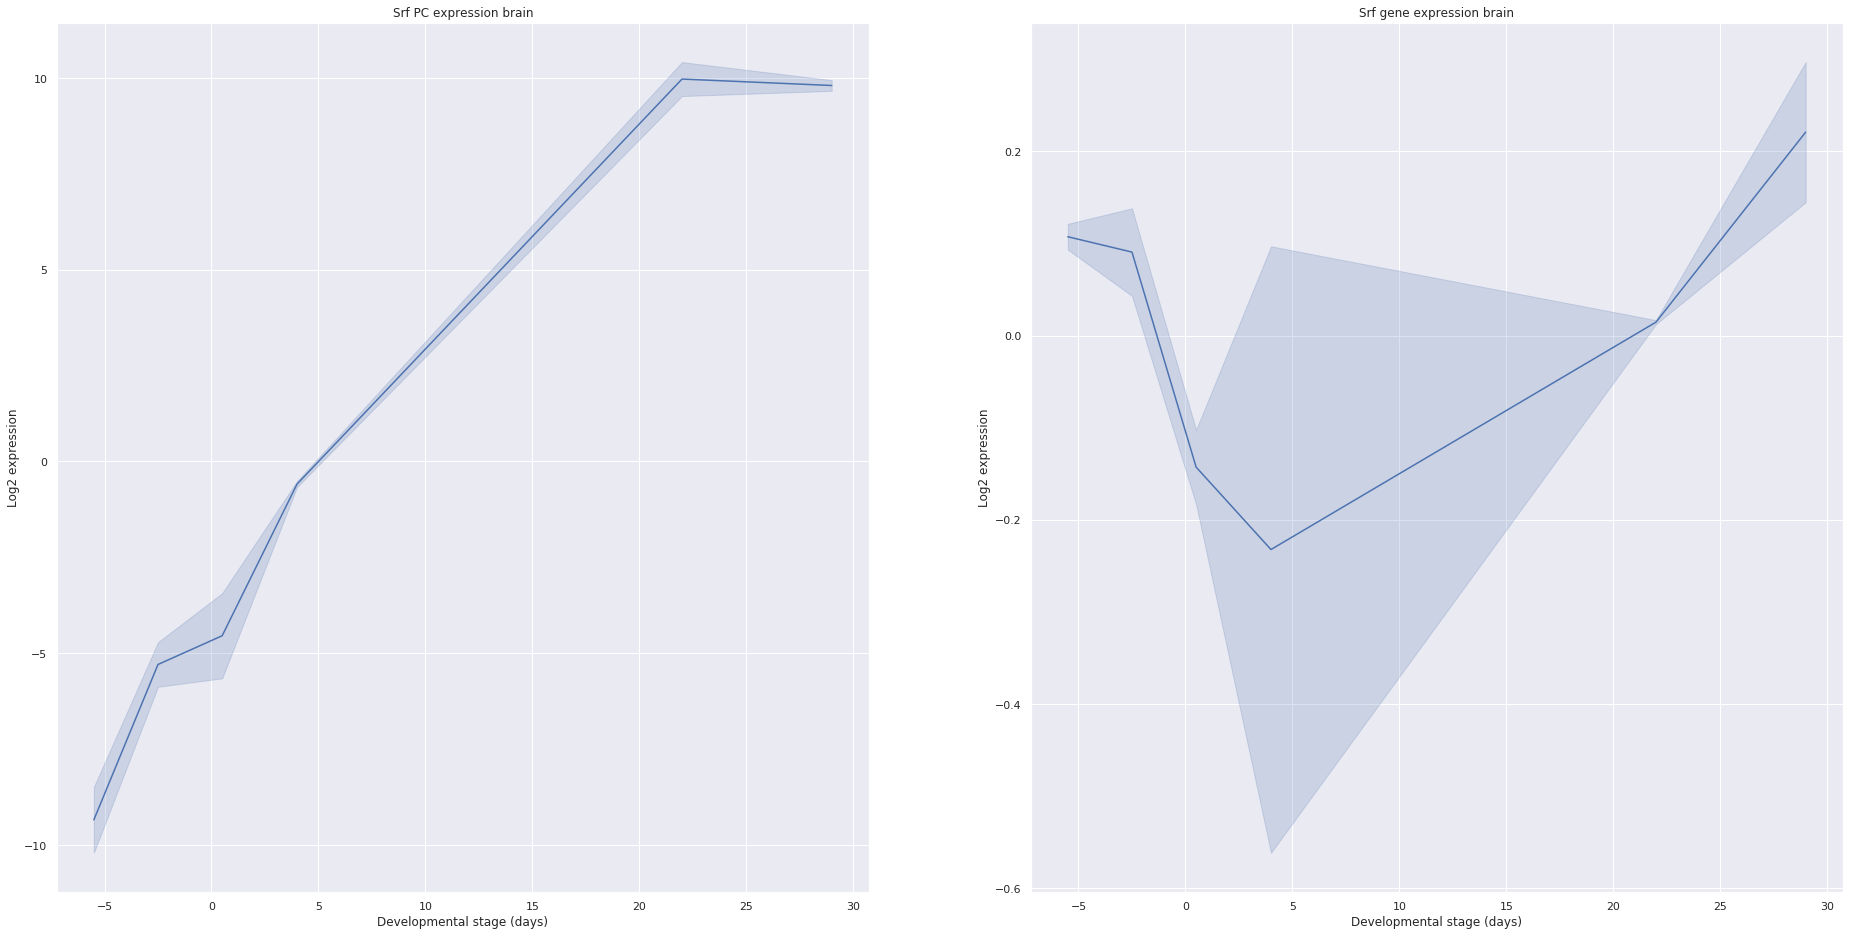 Srf PC expression brain
Log2 expression
10
5
0
−5
−10
−5 0 5 10 15 20 25 30
Developmental stage (days)
Srf gene expression brain
Log2 expression
0.2
0.0
−0.2
−0.4
−0.6
−5 0 5 10 15 20 25 30
Developmental stage (days)